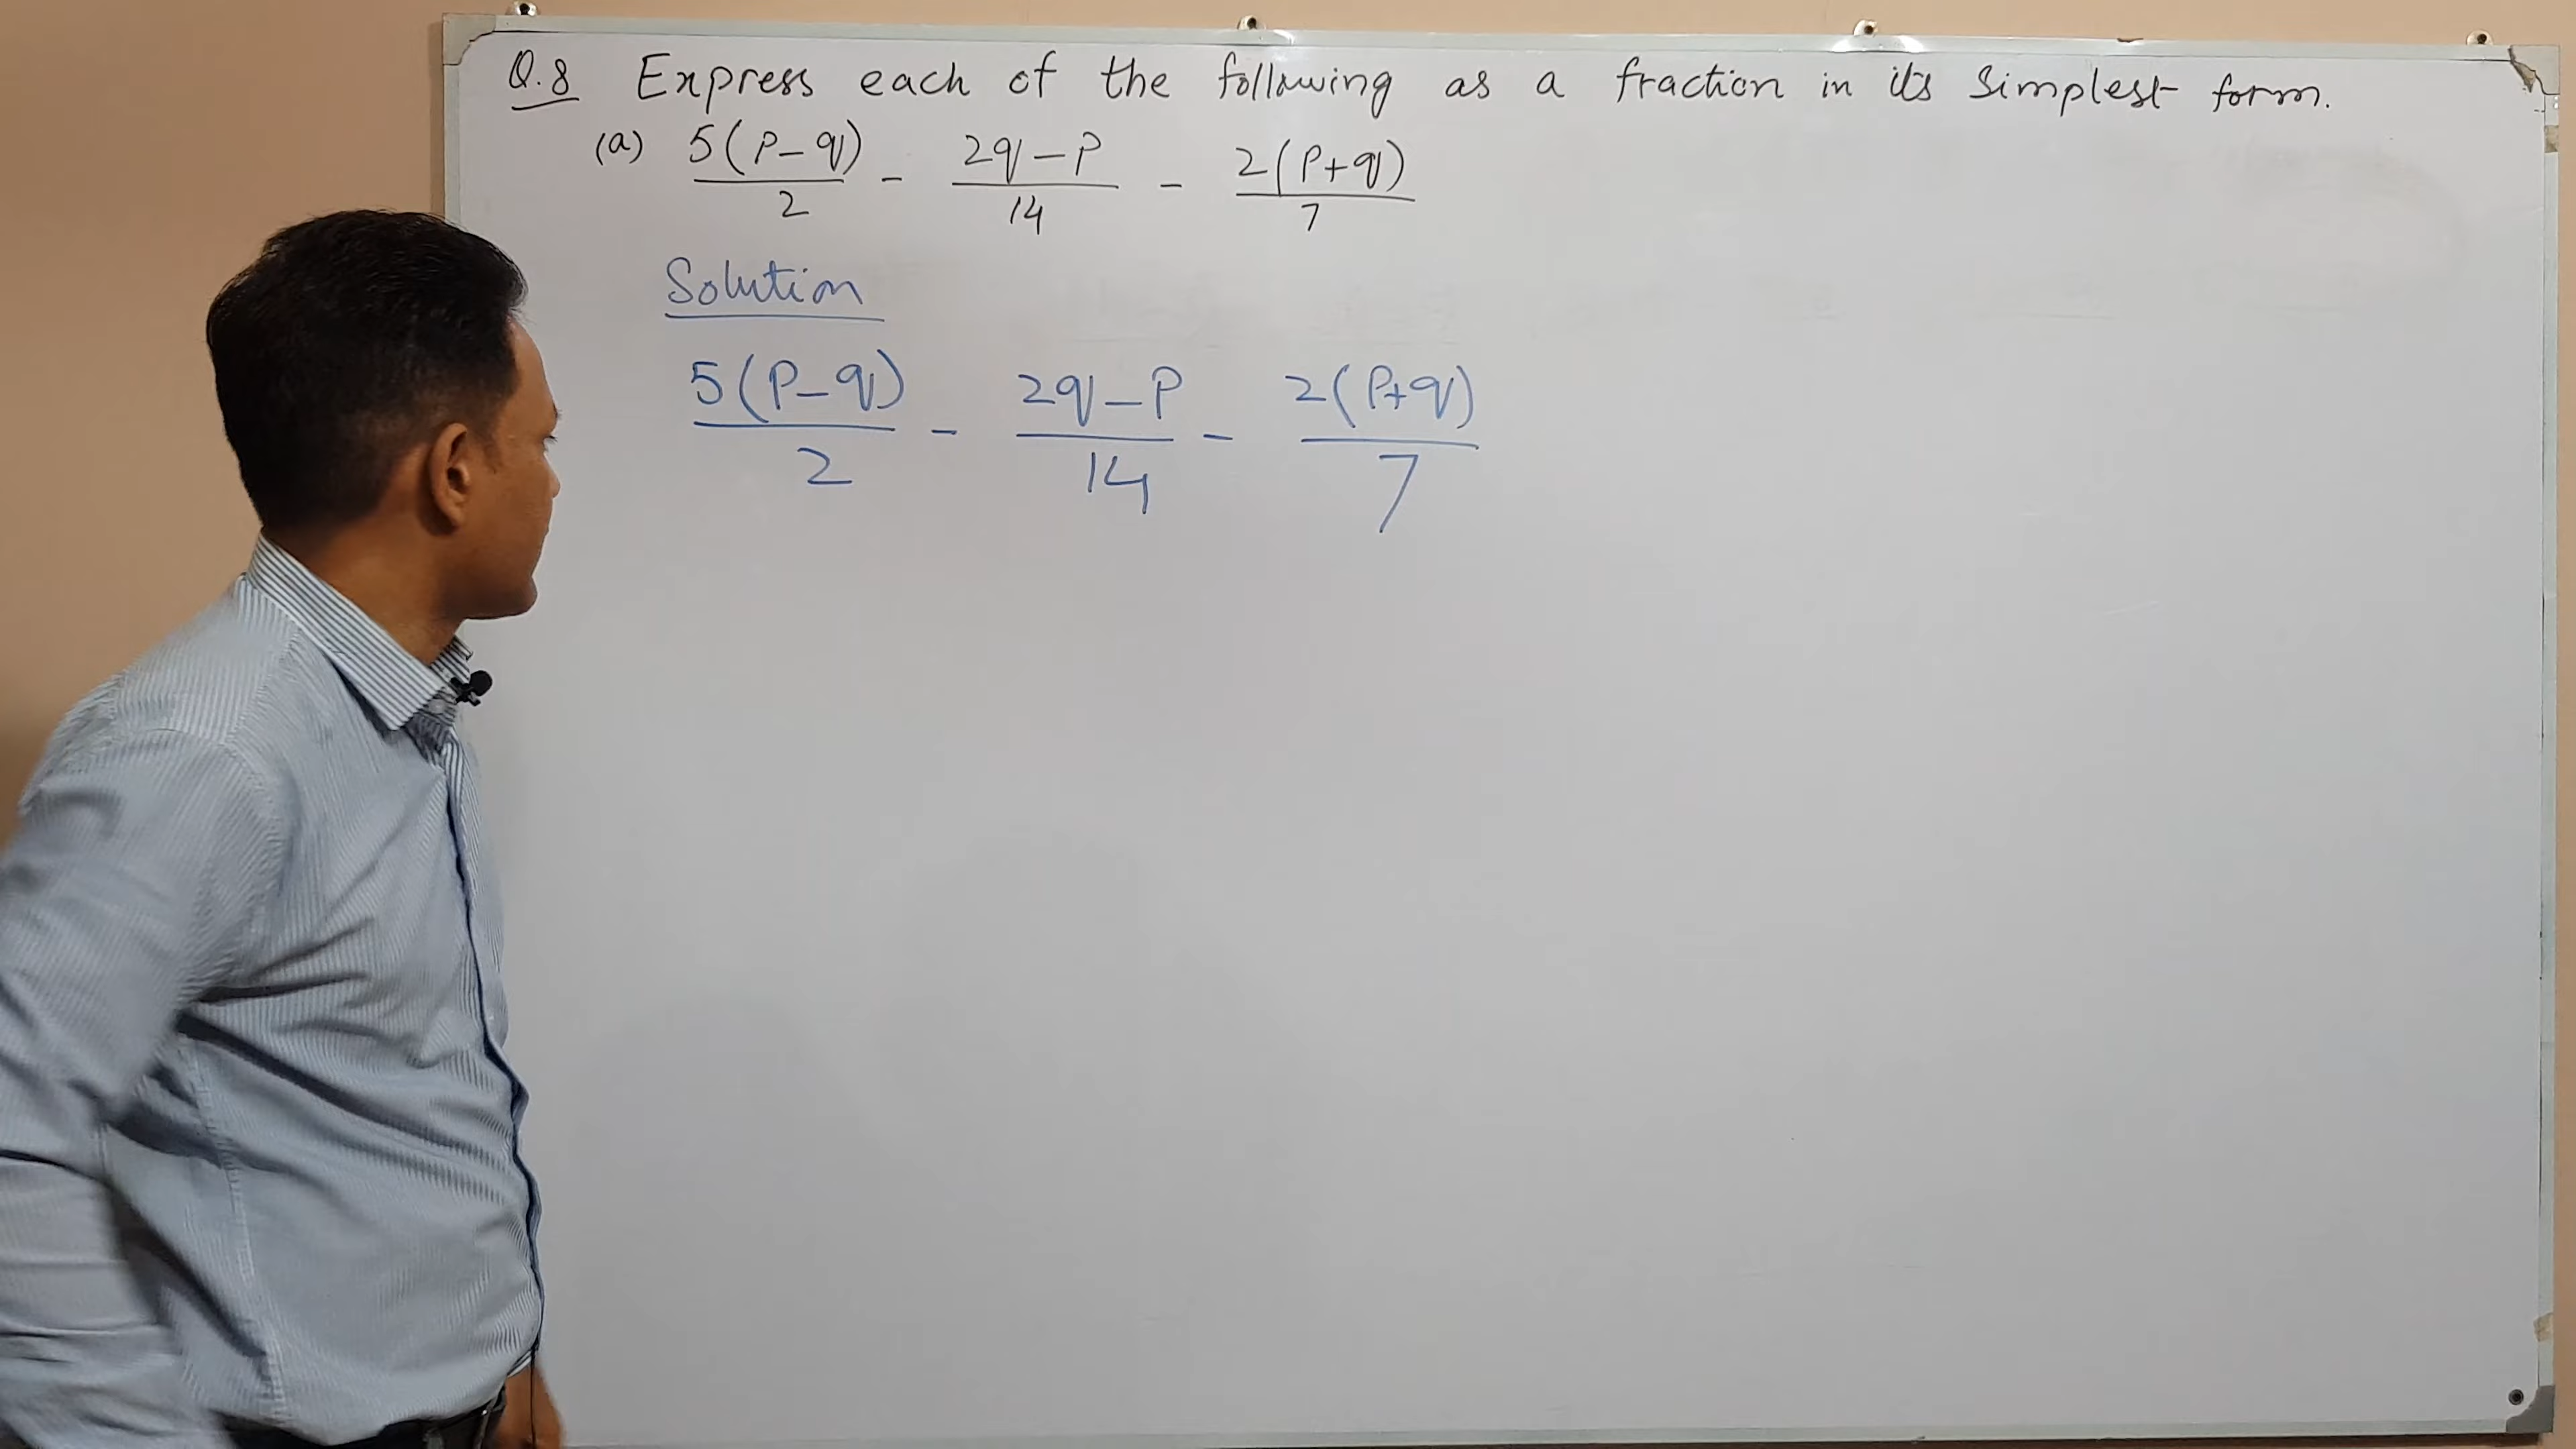 Q.8 Express each of the following as a fraction in its simplest form.
(a) 5(p-q)/2 - 2q-p/14 - 2(p+q)/7
Solution
5(p-q)/2 - 2q-p/14 - 2(p+q)/7